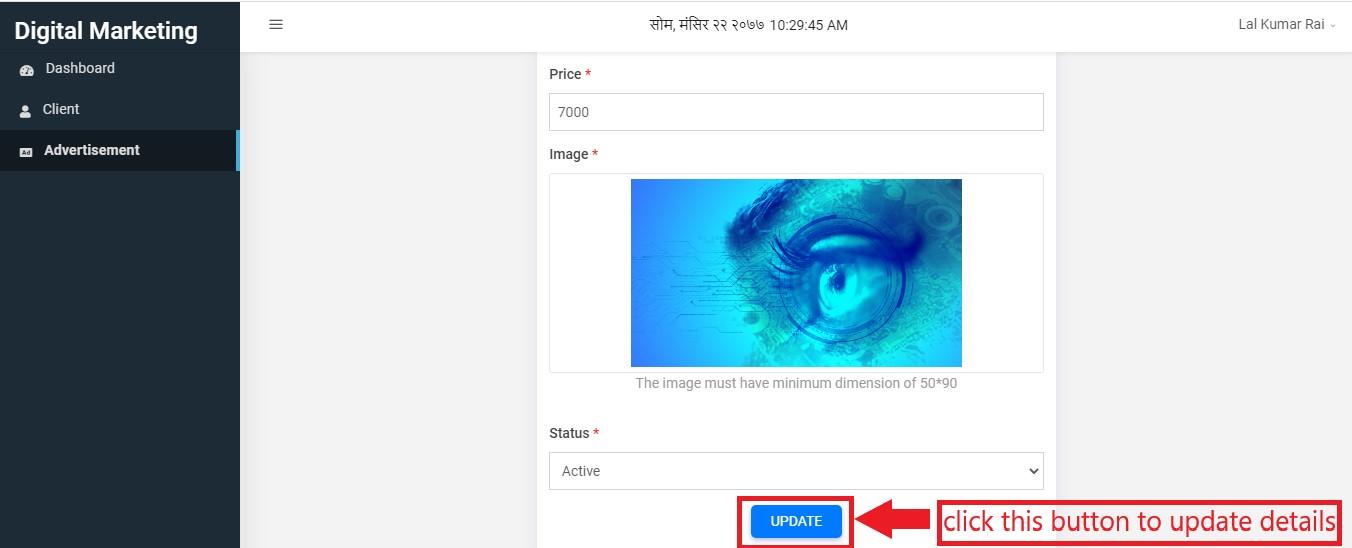 Digital Marketing
सोम, मंसिर २२ २०७७ 10:29:45 AM
Lal Kumar Rai
Dashboard
Client
Ad Advertisement
Price *
7000
Image *
The image must have minimum dimension of 50*90
Status *
Active
UPDATE
click this button to update details